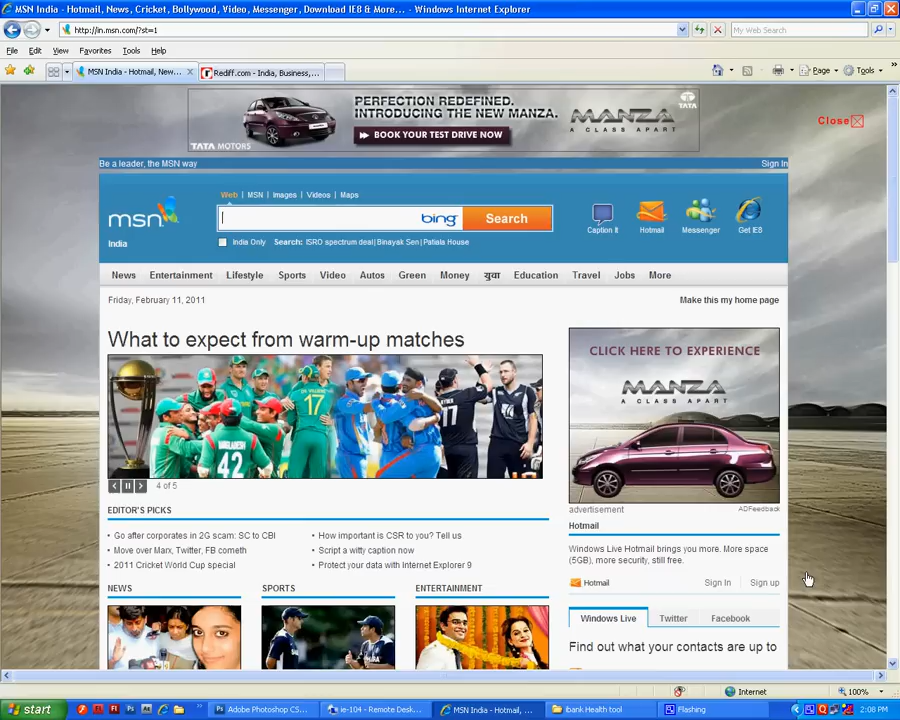 MSN India - Hotmail, News, Cricket, Bollywood, Video, Messenger, Download IE8 & More... - Windows Internet Explorer
http://in.msn.com/?st=1
My Web Search
File Edit View Favorites Tools Help
MSN India - Hotmail, New...
Rediff.com - India, Business,...
Page Tools
PERFECTION REDEFINED.
INTRODUCING THE NEW MANZA.
BOOK YOUR TEST DRIVE NOW
TATA MOTORS
MANZA
A CLASS APART
TATA
Close
Be a leader, the MSN way
Sign In
msn
India
Web | MSN | Images | Videos | Maps
bing
Search
India Only Search: ISRO spectrum deal | Binayak Sen | Patiala House
Caption It
Hotmail
Messenger
Get IE8
News Entertainment Lifestyle Sports Video Autos Green Money युवा Education Travel Jobs More
Friday, February 11, 2011
Make this my home page
What to expect from warm-up matches
17
BANGLADESH
42
17
4 of 5
CLICK HERE TO EXPERIENCE
MANZA
A CLASS APART
advertisement
ADFeedback
EDITOR'S PICKS
Go after corporates in 2G scam: SC to CBI
Move over Marx, Twitter, FB cometh
2011 Cricket World Cup special
How important is CSR to you? Tell us
Script a witty caption now
Protect your data with Internet Explorer 9
Hotmail
Windows Live Hotmail brings you more. More space
(5GB), more security, still free.
Hotmail Sign In Sign up
NEWS SPORTS ENTERTAINMENT
Windows Live Twitter Facebook
Find out what your contacts are up to
Internet
100%
start
Adobe Photoshop CS...
ie-104 - Remote Desk...
MSN India - Hotmail, ...
ibank Health tool
Flashing
2:08 PM